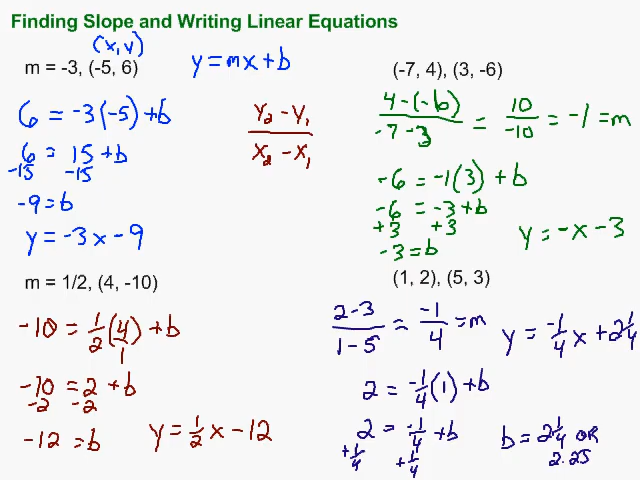 Finding Slope and Writing Linear Equations
(x, y)
m = -3, (-5, 6)
y = mx + b
6 = -3(-5) + b
6 = 15 + b
-15 -15
-9 = b
y = -3x - 9
y₂ - y₁
x₂ - x₁
(-7, 4), (3, -6)
4 - (-6) / -7 - 3 = 10 / -10 = -1 = m
-6 = -1(3) + b
-6 = -3 + b
+3 +3
-3 = b
y = -x - 3
m = 1/2, (4, -10)
-10 = 1/2 (4/1) + b
-10 = 2 + b
-2 -2
-12 = b
y = 1/2 x - 12
(1, 2), (5, 3)
2 - 3 / 1 - 5 = -1 / 4 = m
y = -1/4 x + 2 1/4
2 = -1/4 (1) + b
2 = -1/4 + b
+1/4 +1/4
b = 2 1/4 OR
2.25